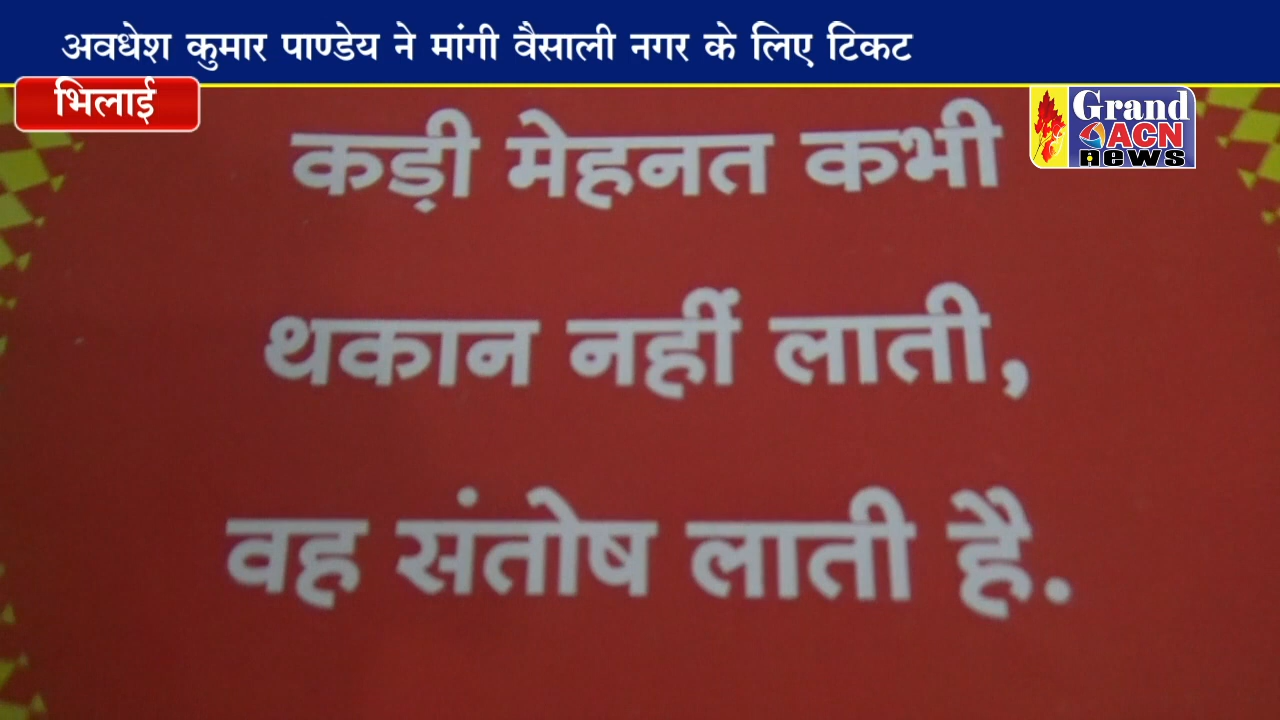 अवधेश कुमार पाण्डेय ने मांगी वैसाली नगर के लिए टिकट
भिलाई
Grand
ACN
news
कड़ी मेहनत कभी
थकान नहीं लाती,
वह संतोष लाती है.